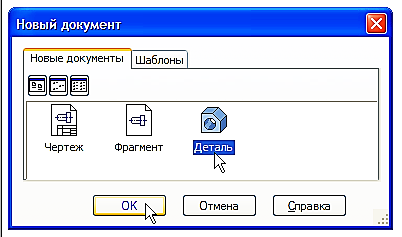 Новый документ
Новые документы Шаблоны
Чертеж Фрагмент Деталь
OK Отмена Справка